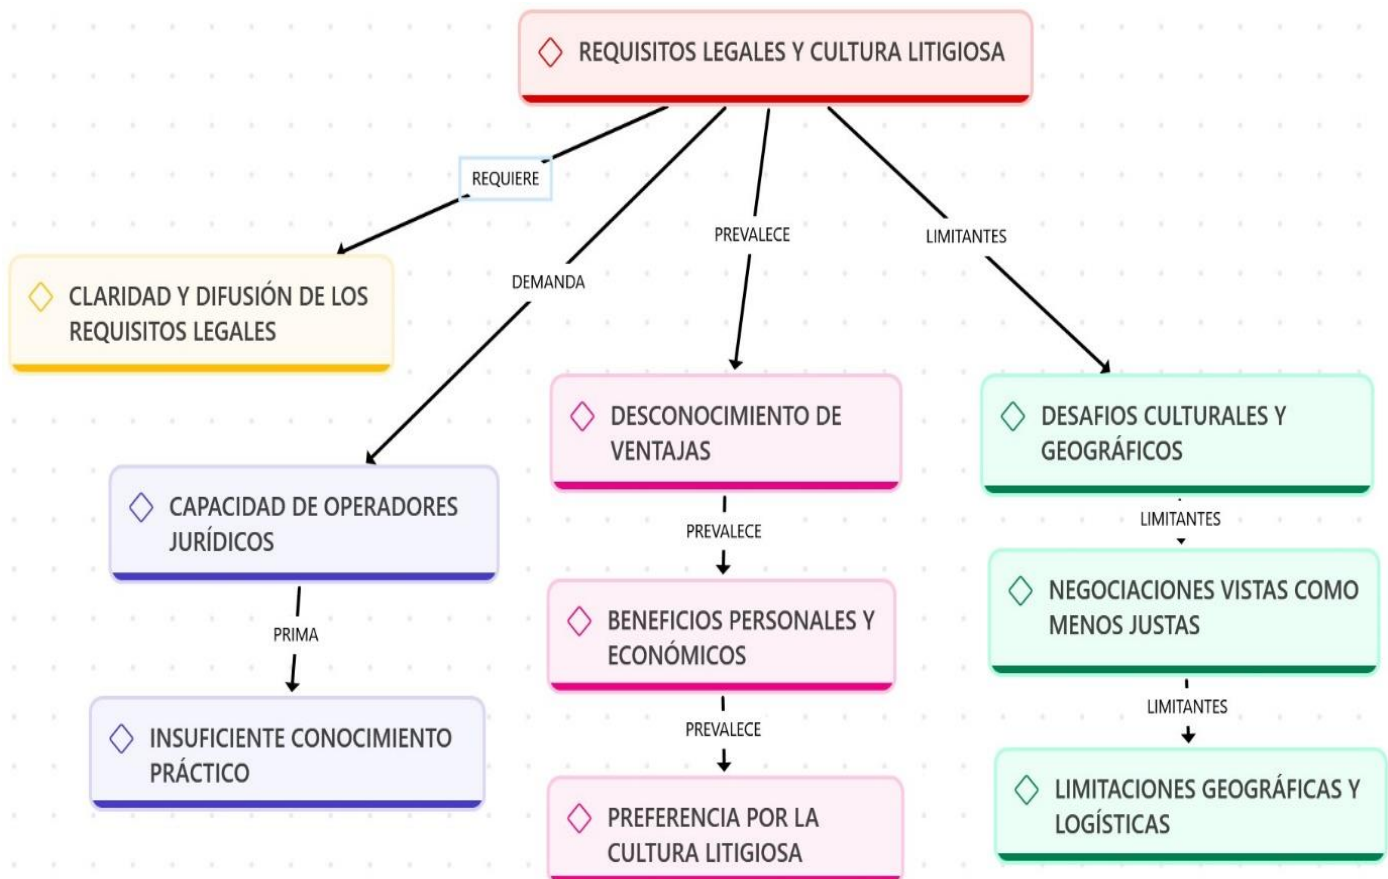 REQUISITOS LEGALES Y CULTURA LITIGIOSA
REQUIERE
PREVALECE
LIMITANTES
DEMANDA
CLARIDAD Y DIFUSIÓN DE LOS
REQUISITOS LEGALES
DESCONOCIMIENTO DE
VENTAJAS
DESAFIOS CULTURALES Y
GEOGRÁFICOS
CAPACIDAD DE OPERADORES
JURÍDICOS
PREVALECE
LIMITANTES
BENEFICIOS PERSONALES Y
ECONÓMICOS
NEGOCIACIONES VISTAS COMO
MENOS JUSTAS
PRIMA
PREVALECE
LIMITANTES
INSUFICIENTE CONOCIMIENTO
PRÁCTICO
PREFERENCIA POR LA
CULTURA LITIGIOSA
LIMITACIONES GEOGRÁFICAS Y
LOGÍSTICAS